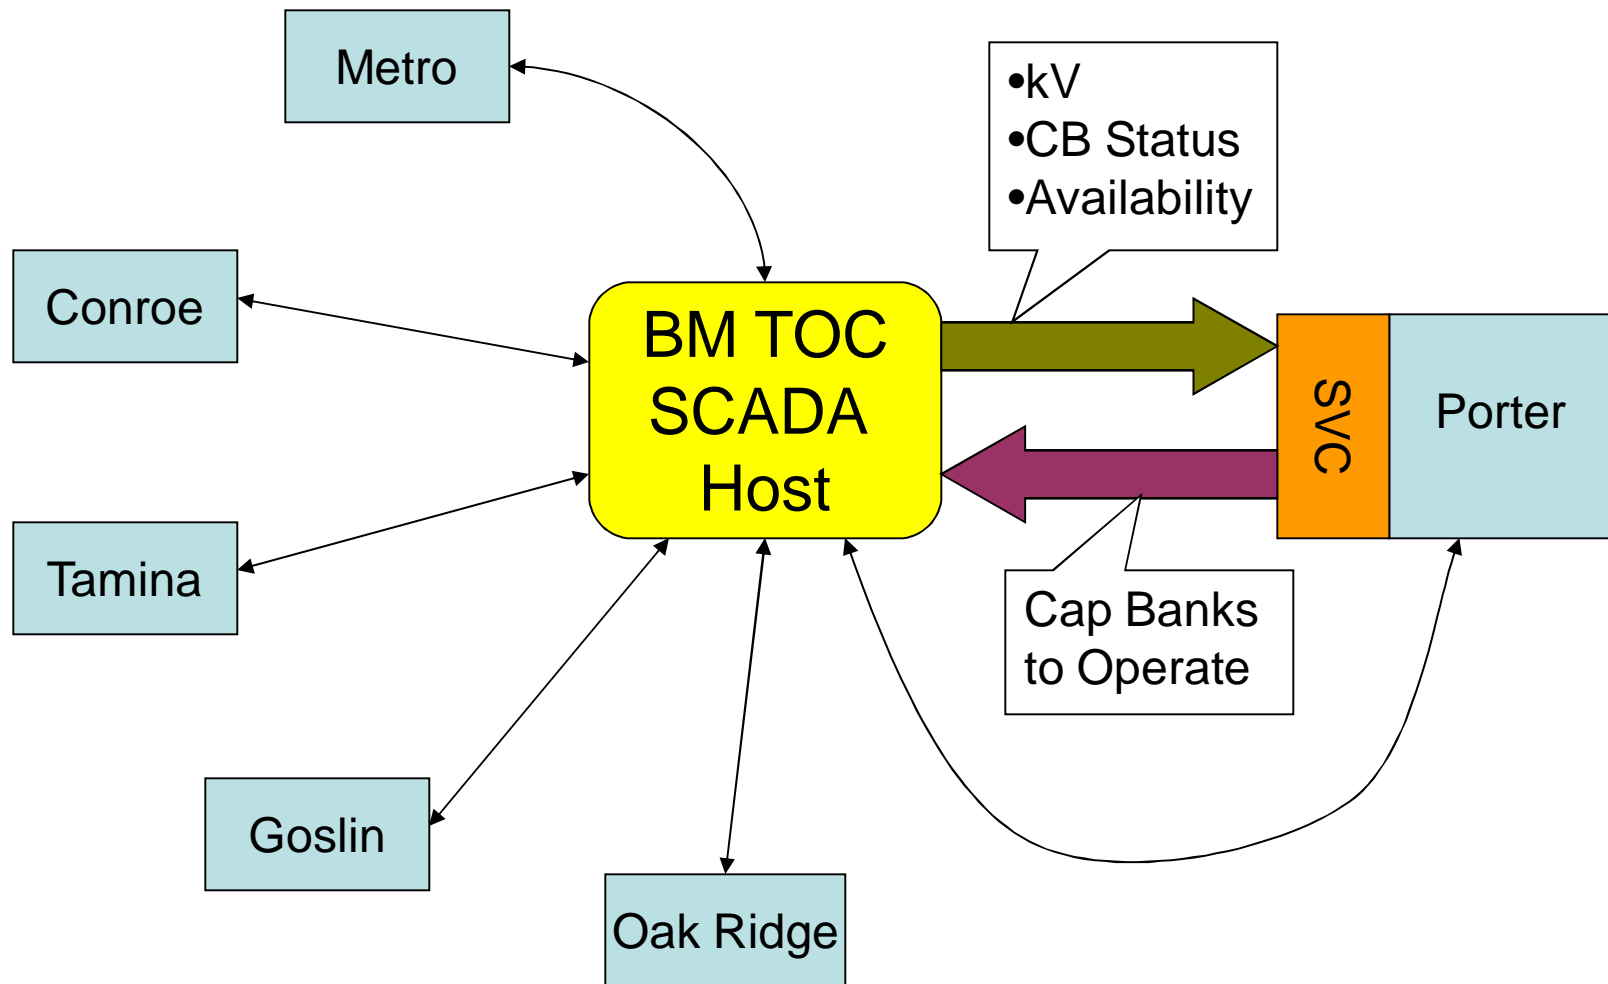 Metro
•kV
•CB Status
•Availability
Conroe
BM TOC
SCADA
Host
SVC
Porter
Tamina
Cap Banks
to Operate
Goslin
Oak Ridge